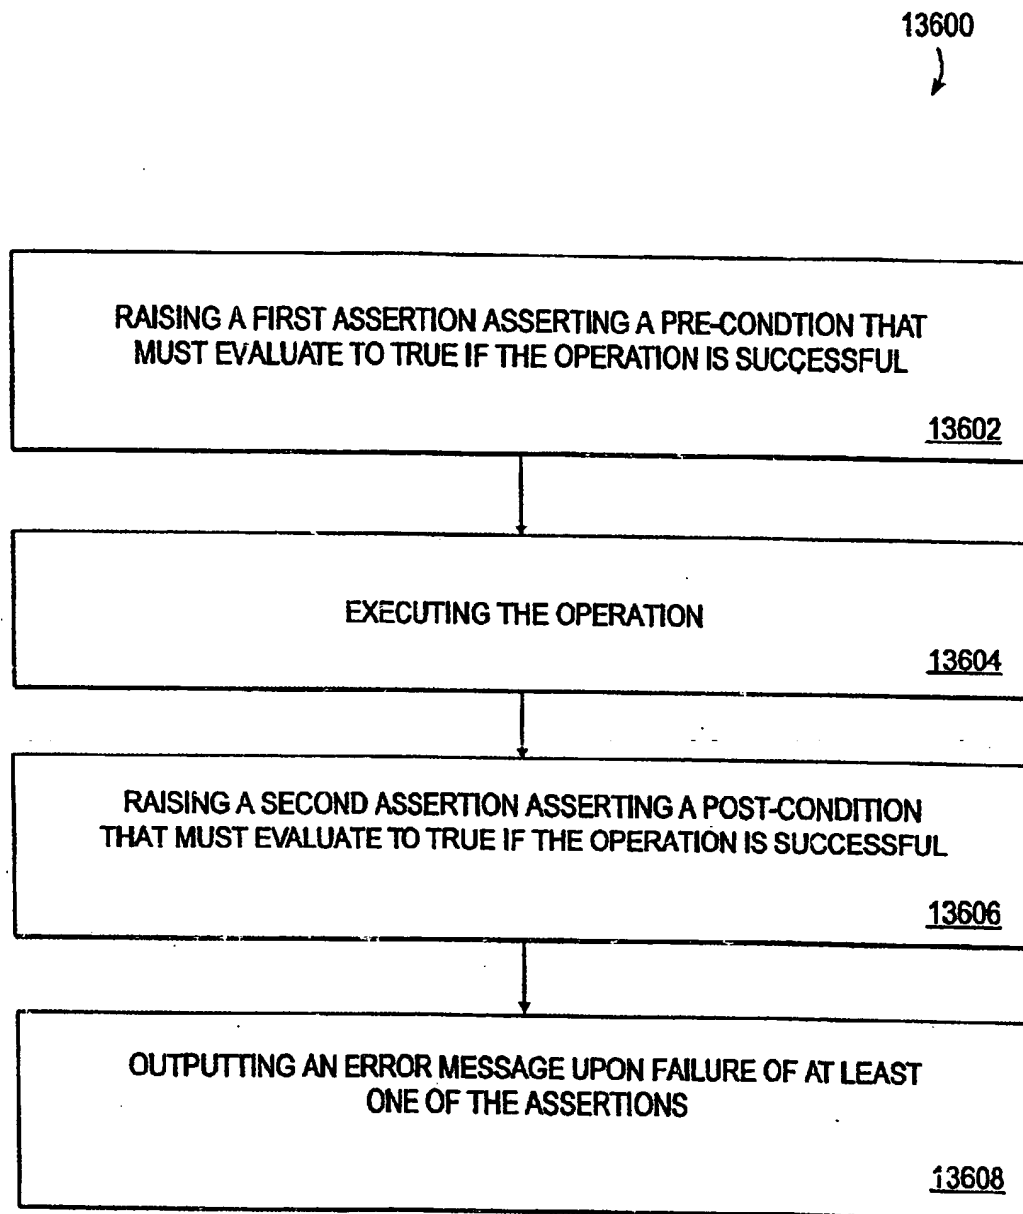 13600
RAISING A FIRST ASSERTION ASSERTING A PRE-CONDTION THAT
MUST EVALUATE TO TRUE IF THE OPERATION IS SUCCESSFUL
13602
EXECUTING THE OPERATION
13604
RAISING A SECOND ASSERTION ASSERTING A POST-CONDITION
THAT MUST EVALUATE TO TRUE IF THE OPERATION IS SUCCESSFUL
13606
OUTPUTTING AN ERROR MESSAGE UPON FAILURE OF AT LEAST
ONE OF THE ASSERTIONS
13608